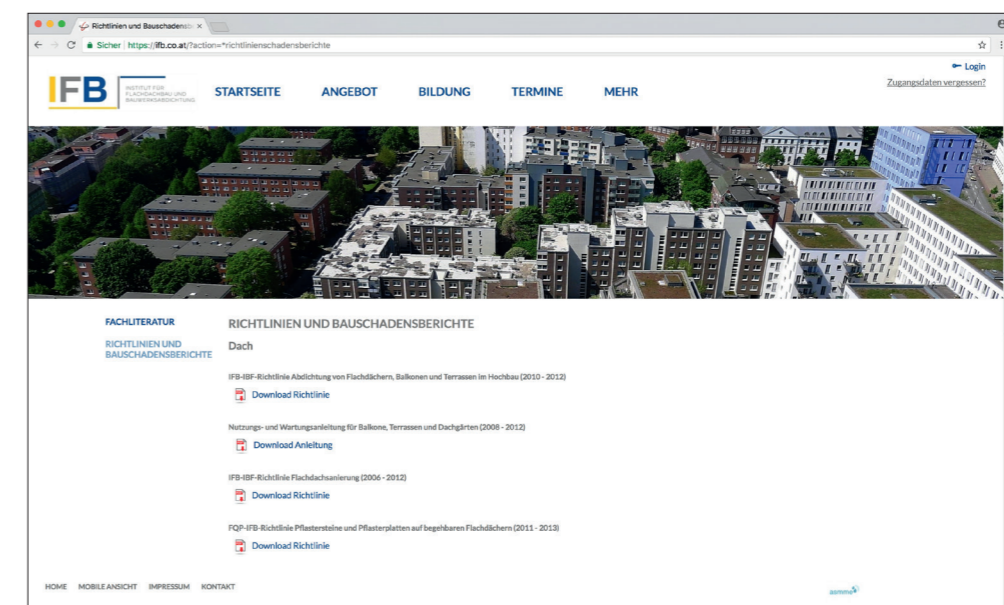 Richtlinien und Bauschadensb
Sicher https://ifb.co.at/?action=*richtlinienschadensberichte
Login
Zugangsdaten vergessen?
IFB
INSTITUT FÜR
FLACHDACHBAU UND
BAUWERKSABDICHTUNG
STARTSEITE ANGEBOT BILDUNG TERMINE MEHR
FACHLITERATUR
RICHTLINIEN UND
BAUSCHADENSBERICHTE
RICHTLINIEN UND BAUSCHADENSBERICHTE
Dach
IFB-IBF-Richtlinie Abdichtung von Flachdächern, Balkonen und Terrassen im Hochbau (2010 - 2012)
Download Richtlinie
Nutzungs- und Wartungsanleitung für Balkone, Terrassen und Dachgärten (2008 - 2012)
Download Anleitung
IFB-IBF-Richtlinie Flachdachsanierung (2006 - 2012)
Download Richtlinie
FQP-IFB-Richtlinie Pflastersteine und Pflasterplatten auf begehbaren Flachdächern (2011 - 2013)
Download Richtlinie
HOME MOBILE ANSICHT IMPRESSUM KONTAKT